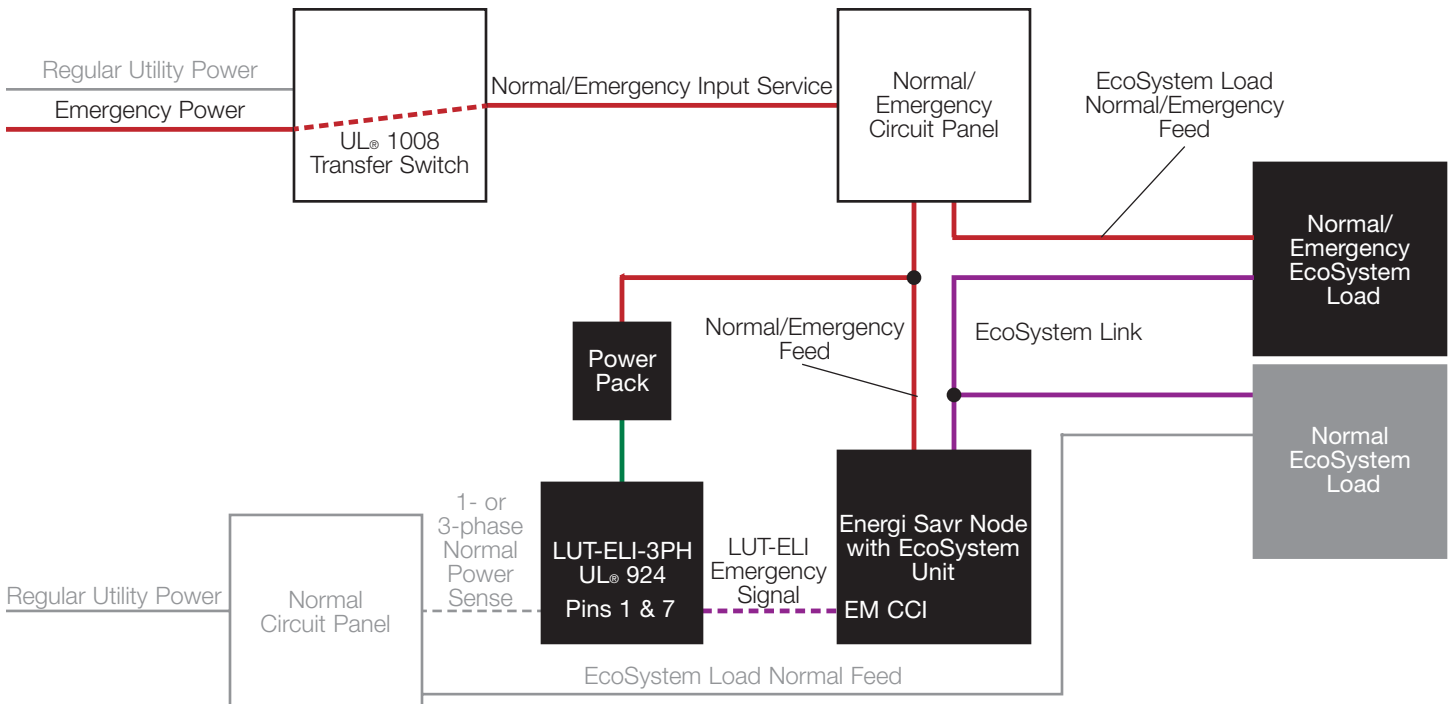 Regular Utility Power
Emergency Power
UL® 1008
Transfer Switch
Normal/Emergency Input Service
Normal/
Emergency
Circuit Panel
EcoSystem Load
Normal/Emergency
Feed
Normal/
Emergency
EcoSystem
Load
Normal/Emergency
Feed
EcoSystem Link
Power
Pack
Normal
EcoSystem
Load
1- or
3-phase
Normal
Power
Sense
LUT-ELI-3PH
UL® 924
Pins 1 & 7
LUT-ELI
Emergency
Signal
Energi Savr Node
with EcoSystem
Unit
EM CCI
Regular Utility Power
Normal
Circuit Panel
EcoSystem Load Normal Feed